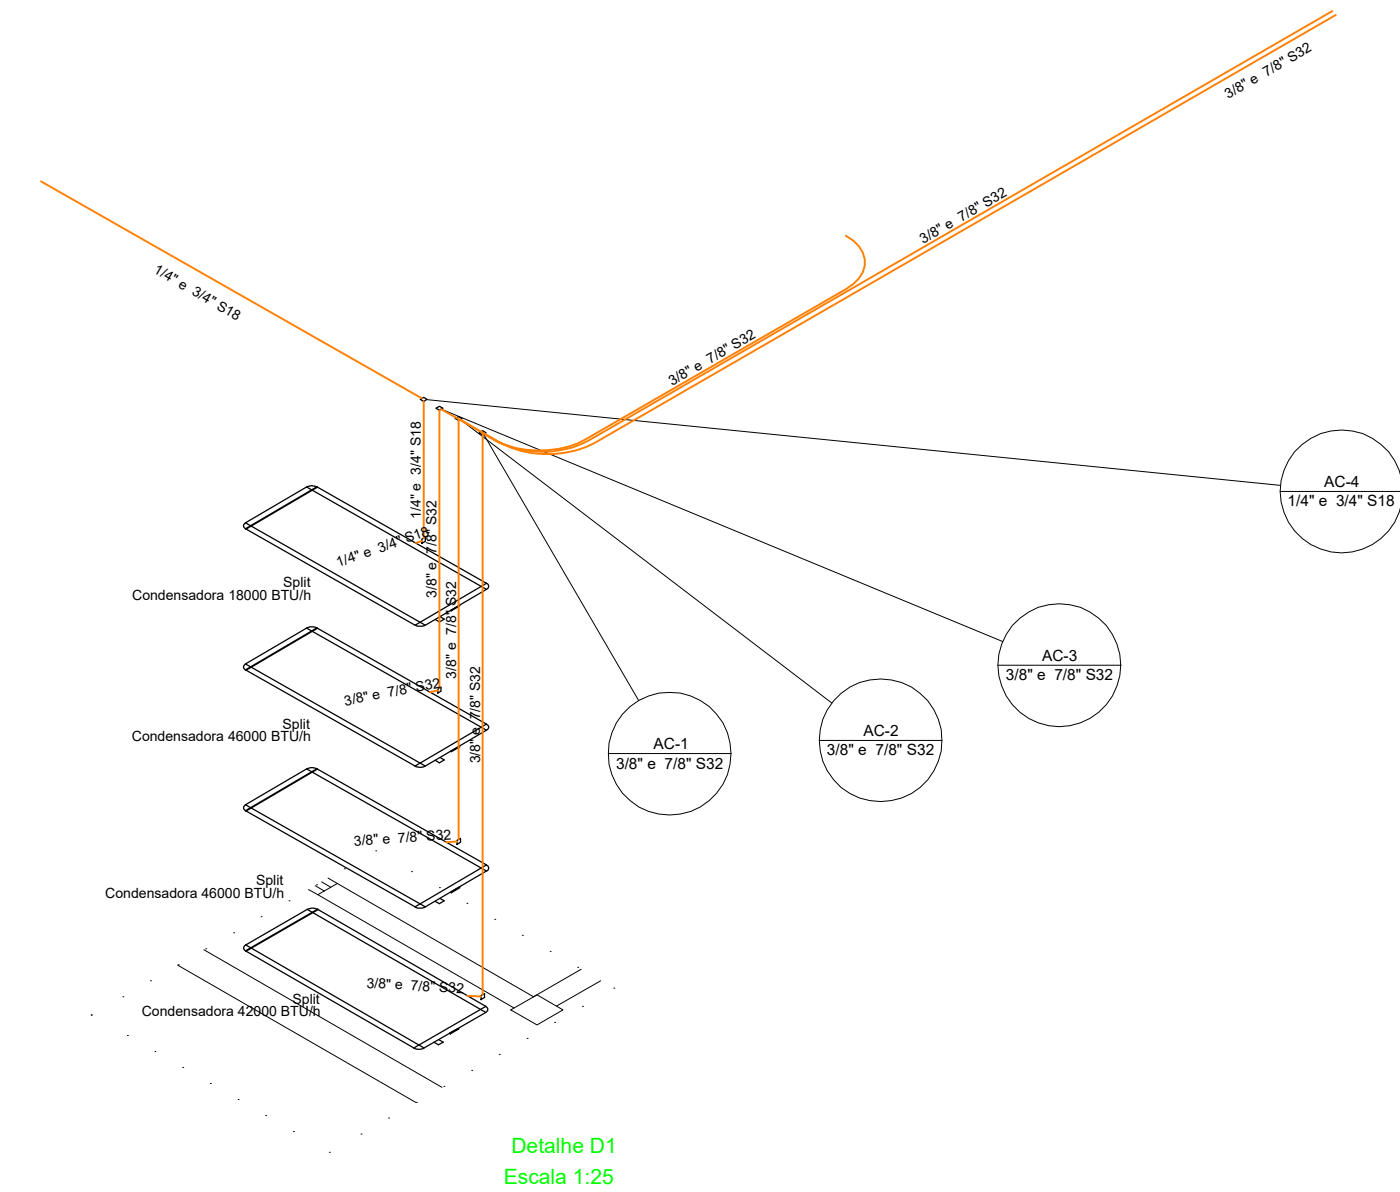 3/8" e 7/8" S32
3/8" e 7/8" S32
1/4" e 3/4" S18
3/8" e 7/8" S32
1/4" e 3/4" S18
AC-4
1/4" e 3/4" S18
3/8" e 7/8" S32
1/4" e 3/4" S18
Split
Condensadora 18000 BTU/h
3/8" e 7/8" S32
AC-3
3/8" e 7/8" S32
3/8" e 7/8" S32
3/8" e 7/8" S32
Split
Condensadora 46000 BTU/h
AC-1
3/8" e 7/8" S32
AC-2
3/8" e 7/8" S32
3/8" e 7/8" S32
Split
Condensadora 46000 BTU/h
3/8" e 7/8" S32
Split
Condensadora 42000 BTU/h
Detalhe D1
Escala 1:25